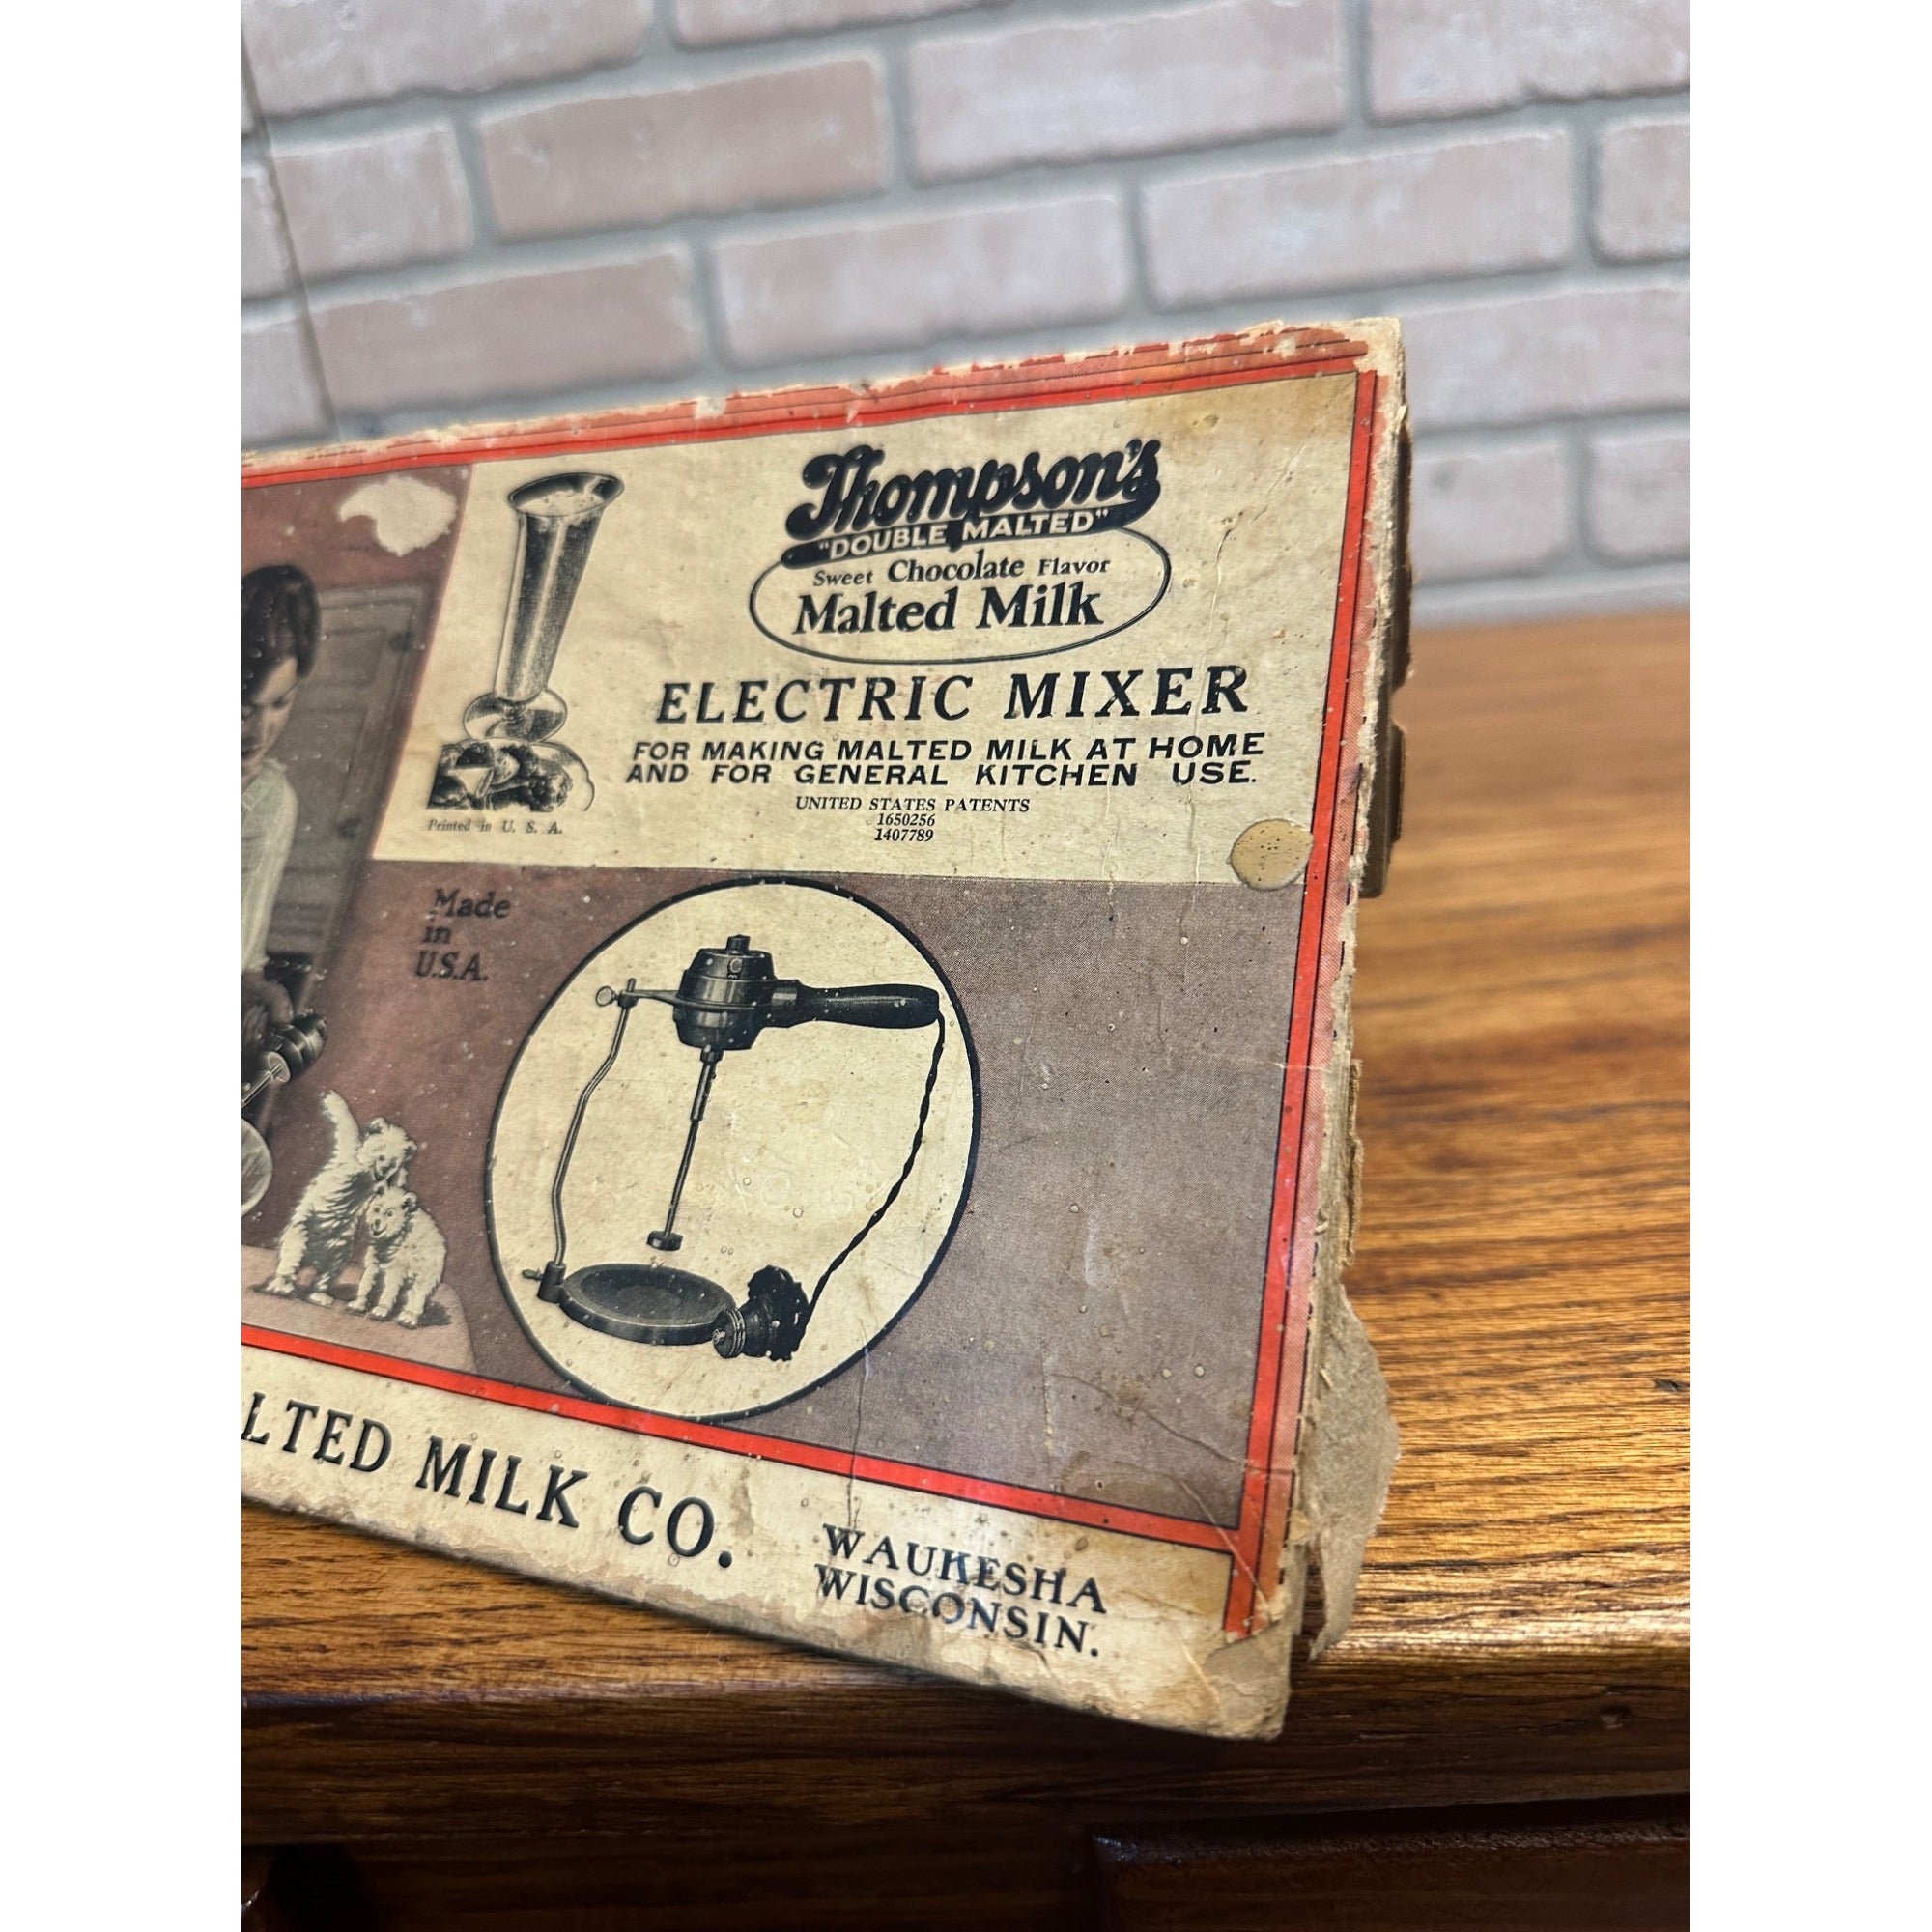 Thompson's
"DOUBLE MALTED"
Sweet Chocolate Flavor
Malted Milk
ELECTRIC MIXER
FOR MAKING MALTED MILK AT HOME
AND FOR GENERAL KITCHEN USE.
UNITED STATES PATENTS
1650256
1407789
Printed in U. S. A.
Made
in
U.S.A.
LTED MILK CO.
WAUKESHA
WISCONSIN.